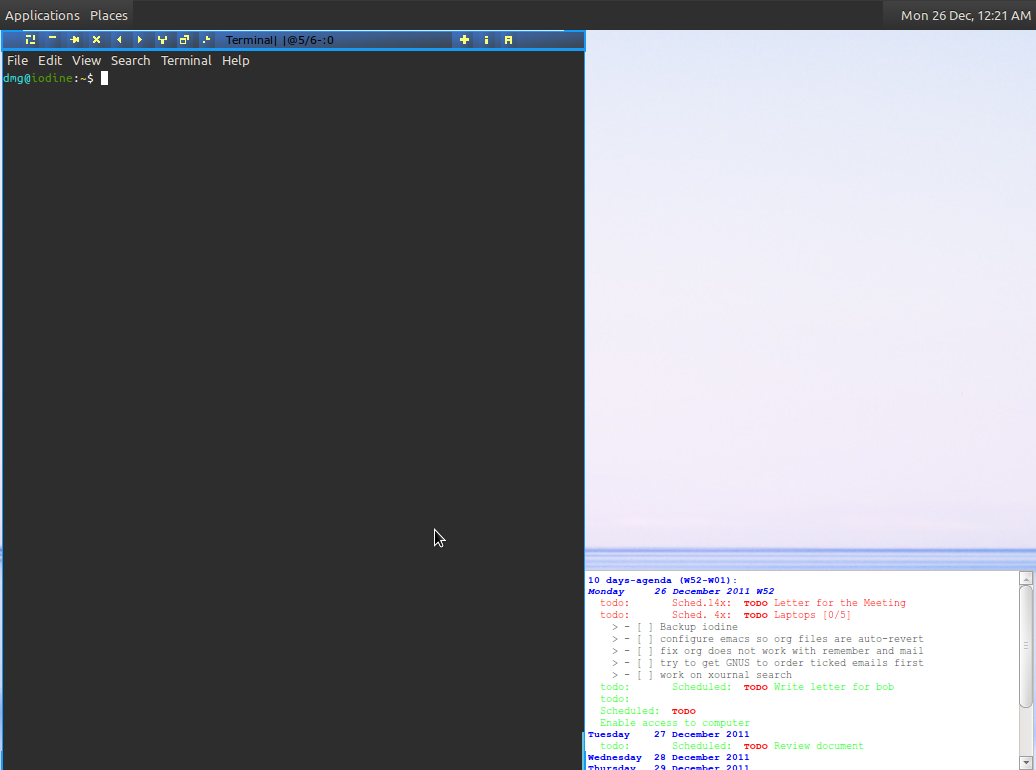 Applications Places
Mon 26 Dec, 12:21 AM
Terminal| |@5/6-:0
File Edit View Search Terminal Help
dmg@iodine:~$
10 days-agenda (W52-W01):
Monday 26 December 2011 W52
todo: Sched.14x: TODO Letter for the Meeting
todo: Sched. 4x: TODO Laptops [0/5]
> - [ ] Backup iodine
> - [ ] configure emacs so org files are auto-revert
> - [ ] fix org does not work with remember and mail
> - [ ] try to get GNUS to order ticked emails first
> - [ ] work on xournal search
todo: Scheduled: TODO Write letter for bob
todo:
Scheduled: TODO
Enable access to computer
Tuesday 27 December 2011
todo: Scheduled: TODO Review document
Wednesday 28 December 2011
Thursday 29 December 2011